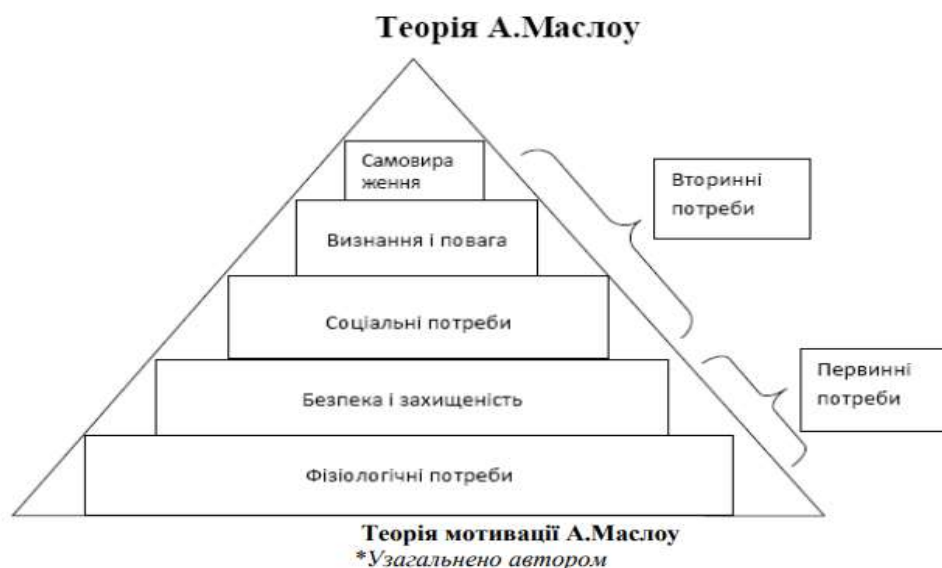 Теорія А.Маслоу
Самовира
ження
Визнання і повага
Соціальні потреби
Безпека і захищеність
Фізіологічні потреби
Вторинні
потреби
Первинні
потреби
Теорія мотивації А.Маслоу
*Узагальнено автором